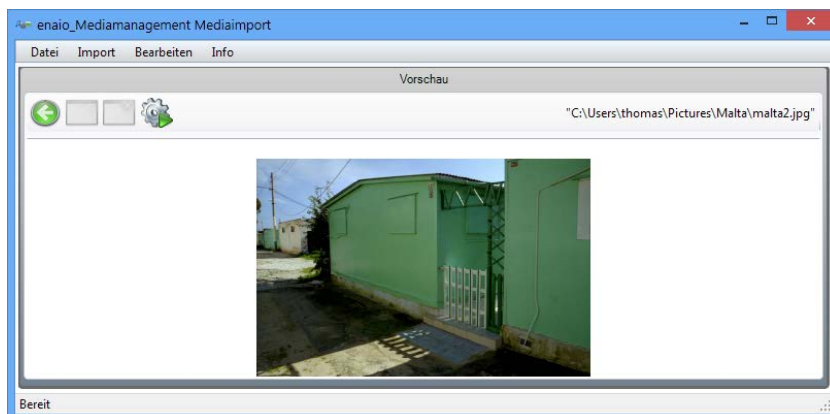 enaio_Mediamanagement Mediaimport
Datei Import Bearbeiten Info
Vorschau
"C:\Users\thomas\Pictures\Malta\malta2.jpg"
Bereit